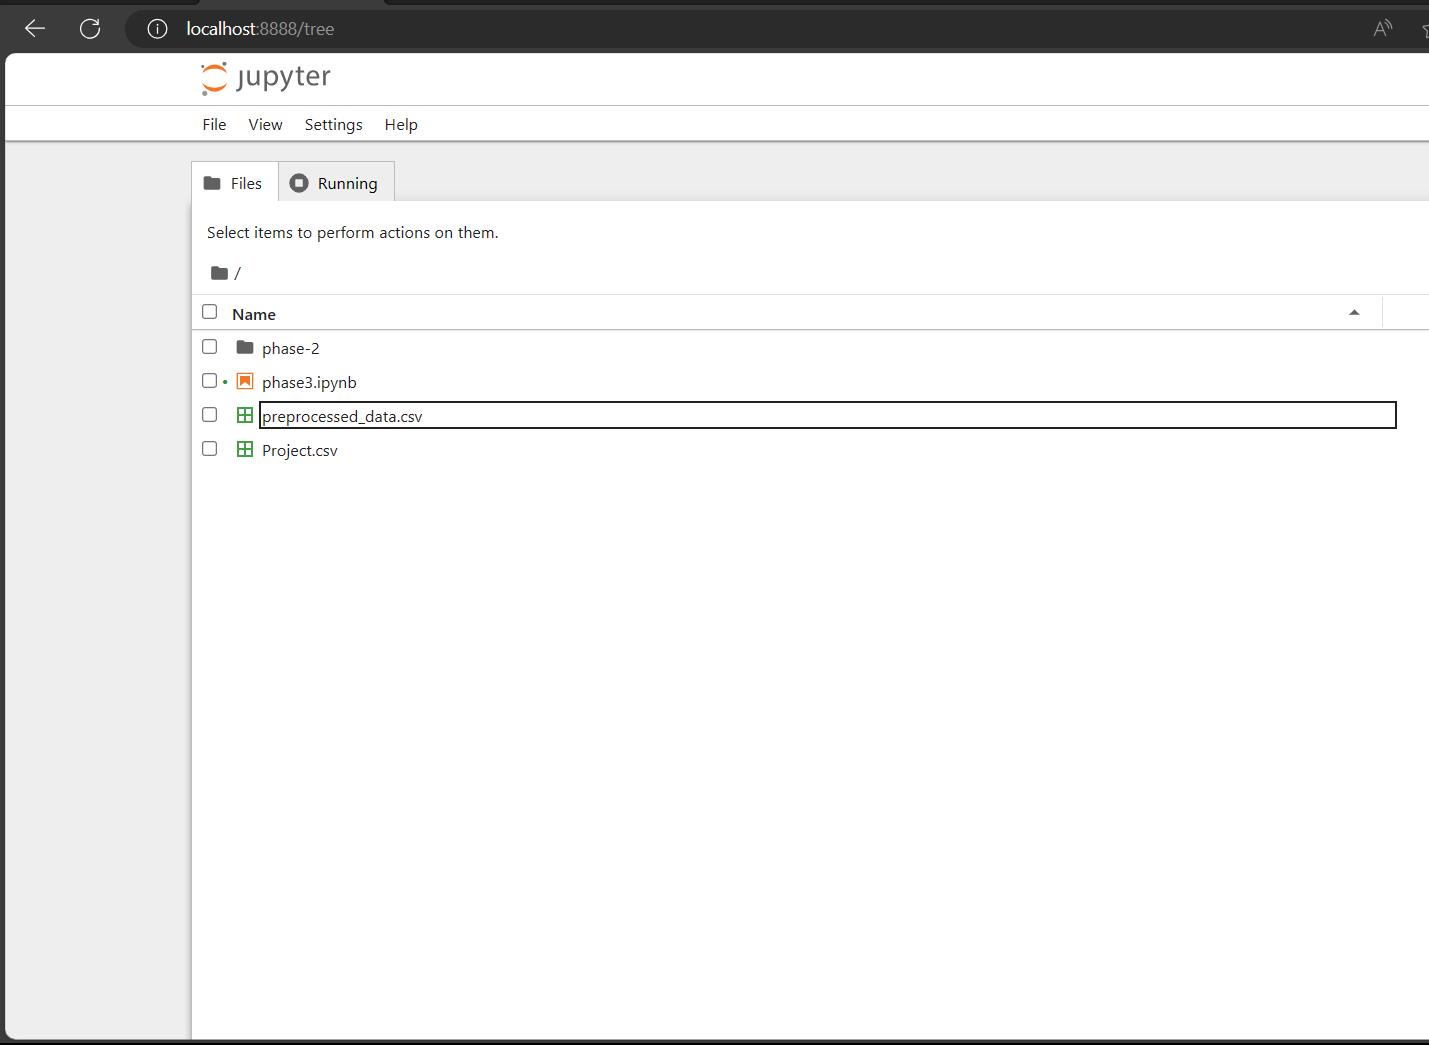 localhost:8888/tree
jupyter
File View Settings Help
Files Running
Select items to perform actions on them.
/
Name
phase-2
phase3.ipynb
preprocessed_data.csv
Project.csv